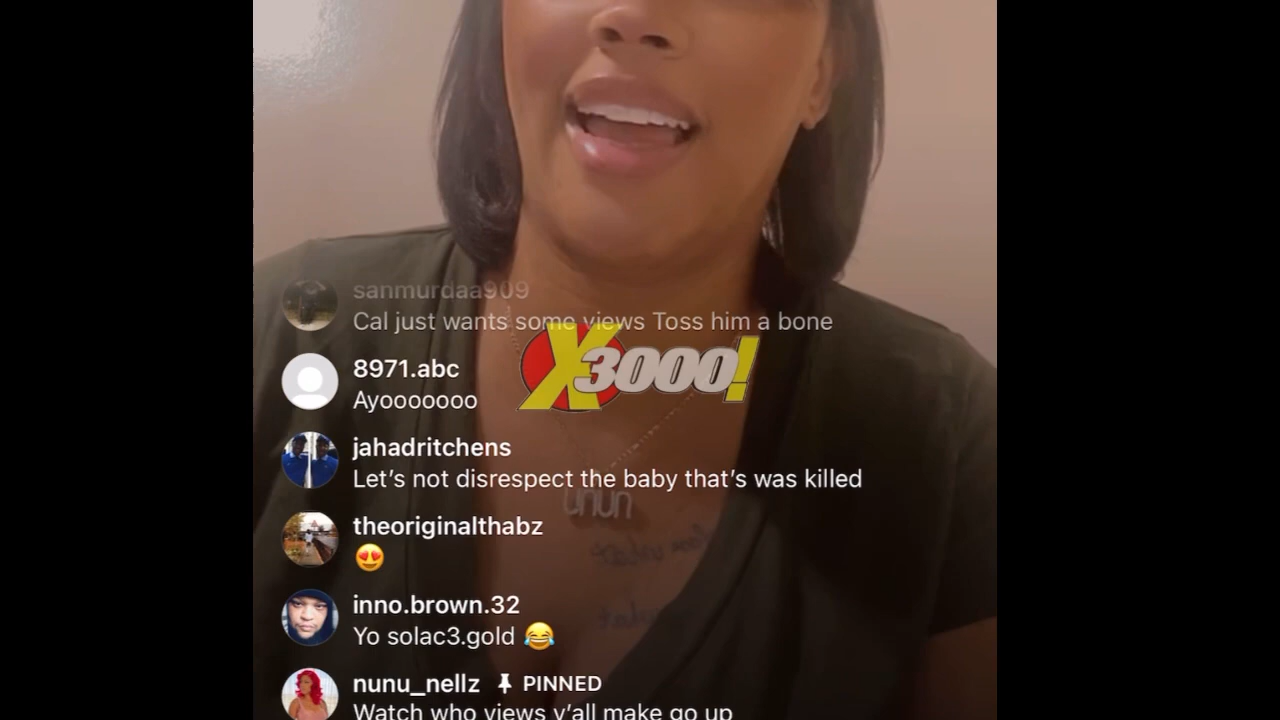 sanmurdaa909
Cal just wants some views Toss him a bone
X3000!
8971.abc
Ayooooooo
jahadritchens
Let's not disrespect the baby that's was killed
theoriginalthabz
😍
inno.brown.32
Yo solac3.gold 😂
nunu_nellz PINNED
Watch who views y'all make go up